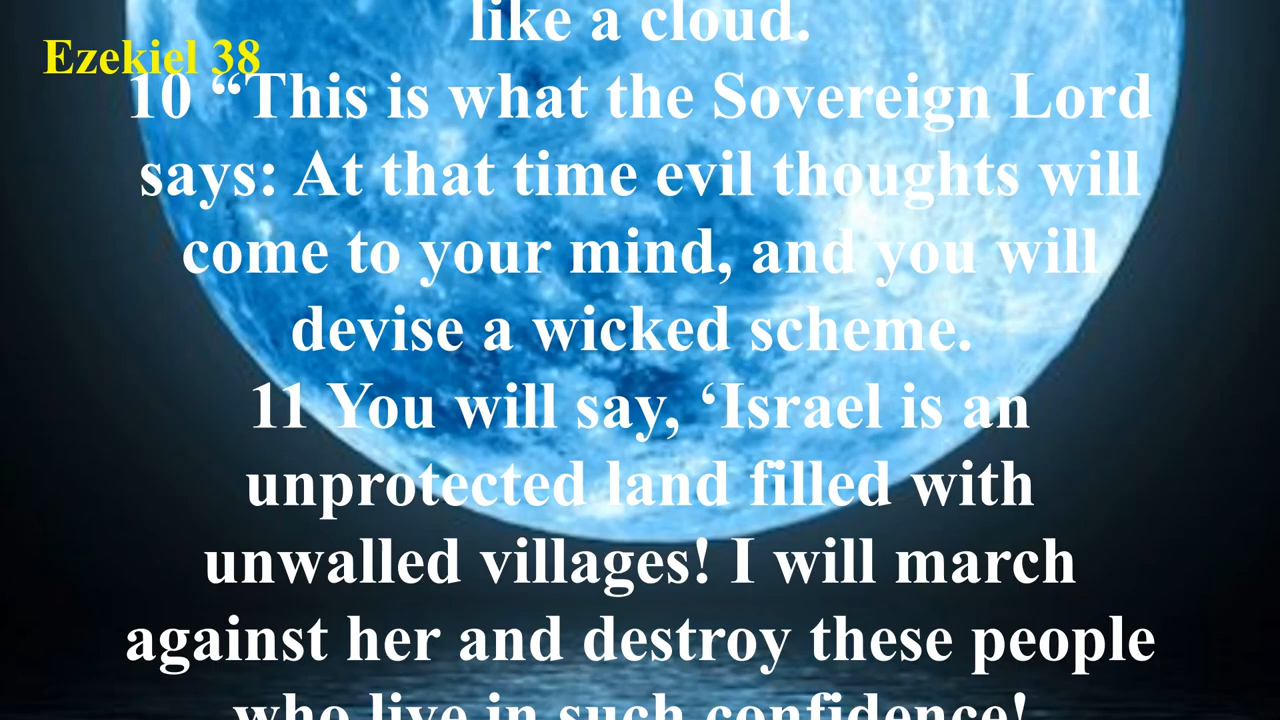 like a cloud.
Ezekiel 38
10 “This is what the Sovereign Lord
says: At that time evil thoughts will
come to your mind, and you will
devise a wicked scheme.
11 You will say, ‘Israel is an
unprotected land filled with
unwalled villages! I will march
against her and destroy these people
who live in such confidence!